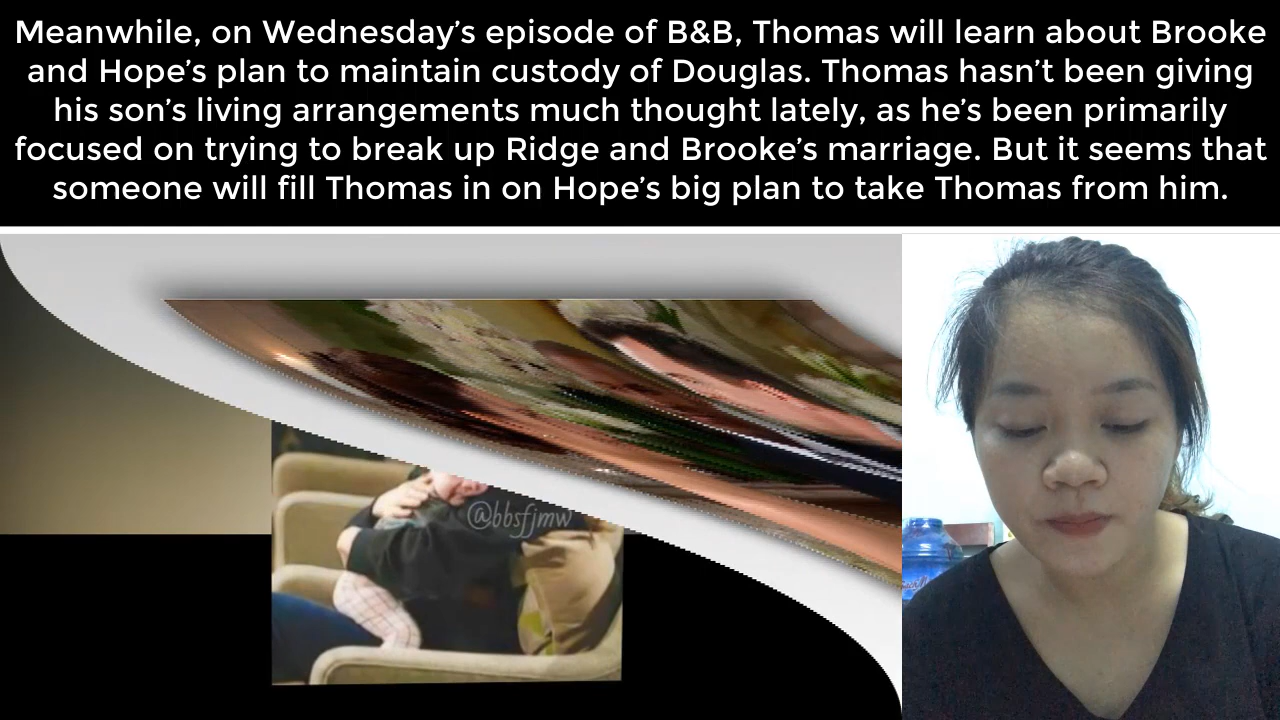 Meanwhile, on Wednesday’s episode of B&B, Thomas will learn about Brooke
and Hope’s plan to maintain custody of Douglas. Thomas hasn’t been giving
his son’s living arrangements much thought lately, as he’s been primarily
focused on trying to break up Ridge and Brooke’s marriage. But it seems that
someone will fill Thomas in on Hope’s big plan to take Thomas from him.
@bbsfjmw